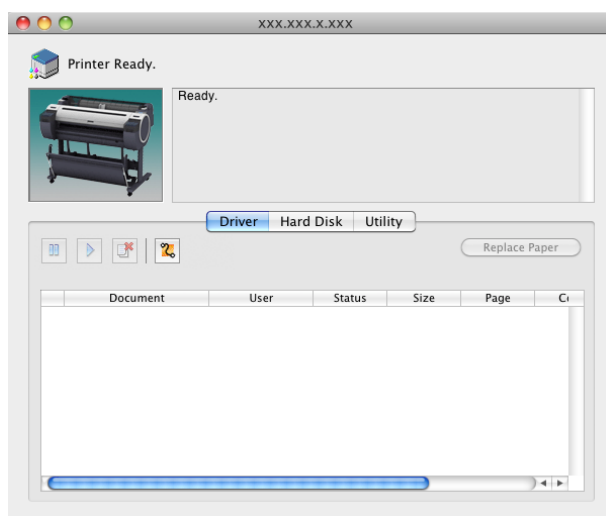 xxx.xxx.x.xxx
Printer Ready.
Ready.
Driver Hard Disk Utility
Replace Paper
Document User Status Size Page